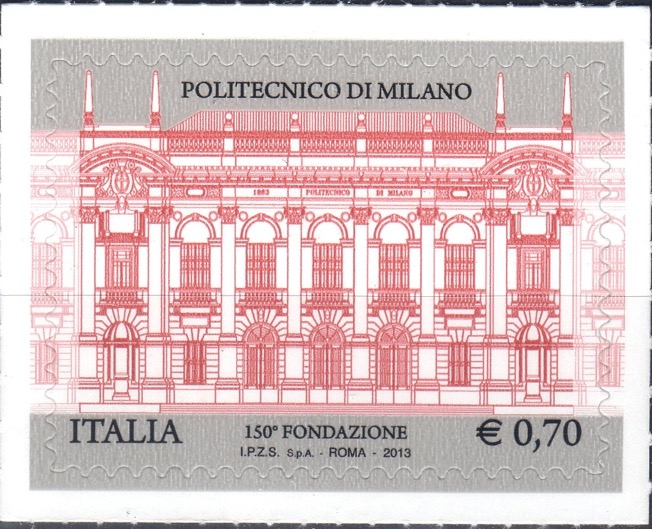 POLITECNICO DI MILANO
1863 POLITECNICO DI MILANO
ITALIA
150° FONDAZIONE
€ 0,70
I.P.Z.S. S.p.A. - ROMA - 2013